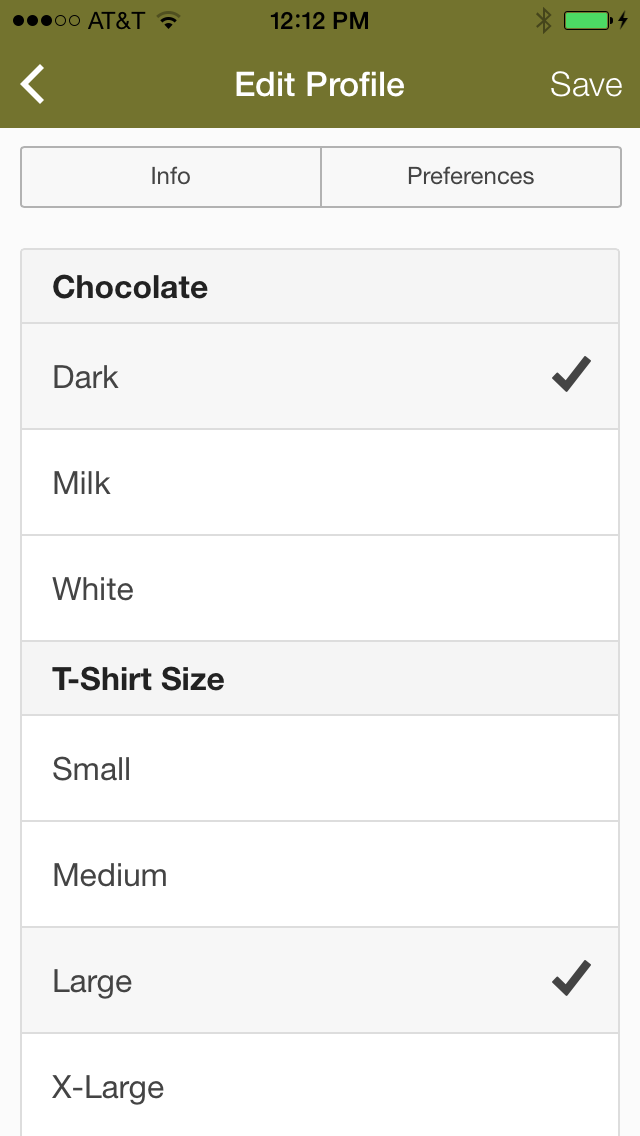 AT&T 12:12 PM
Edit Profile Save
Info Preferences
Chocolate
Dark
Milk
White
T-Shirt Size
Small
Medium
Large
X-Large